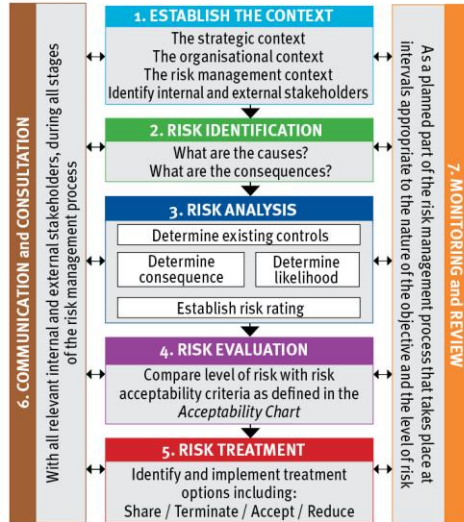 1. ESTABLISH THE CONTEXT
The strategic context
The organisational context
The risk management context
Identify internal and external stakeholders
2. RISK IDENTIFICATION
What are the causes?
What are the consequences?
3. RISK ANALYSIS
Determine existing controls
Determine
consequence
Determine
likelihood
Establish risk rating
4. RISK EVALUATION
Compare level of risk with risk
acceptability criteria as defined in the
Acceptability Chart
5. RISK TREATMENT
Identify and implement treatment
options including:
Share / Terminate / Accept / Reduce
6. COMMUNICATION and CONSULTATION
With all relevant internal and external stakeholders, during all stages
of the risk management process
7. MONITORING and REVIEW
As a planned part of the risk management process that takes place at
intervals appropriate to the nature of the objective and the level of risk